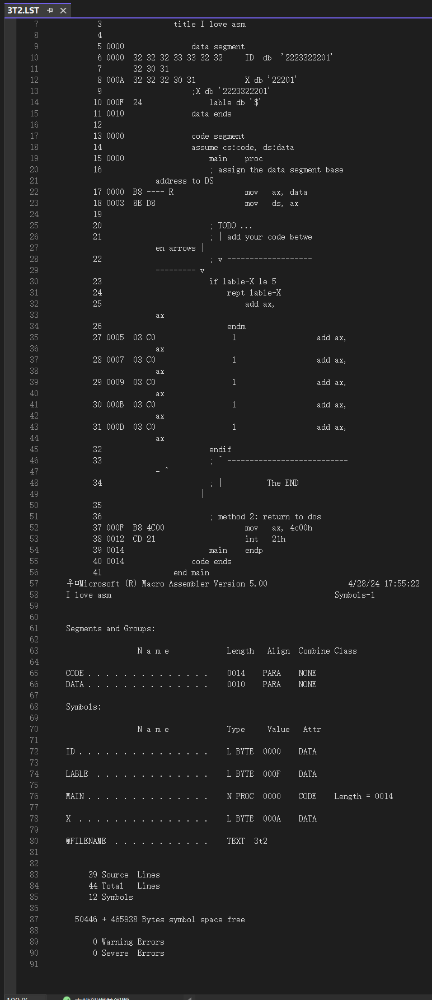 3T2.LST
7 3 title I love asm
8 4
9 5 0000 data segment
10 6 0000 32 32 32 33 33 32 32 ID db '2223322201'
11 7 32 30 31
12 8 000A 32 32 32 30 31 X db '22201'
13 9 ;X db '2223322201'
14 10 000F 24 lable db '$'
15 11 0010 data ends
16 12
17 13 0000 code segment
18 14 assume cs:code, ds:data
19 15 0000 main proc
20 16 ; assign the data segment base
21 address to DS
22 17 0000 B8 ---- R mov ax, data
23 18 0003 8E D8 mov ds, ax
24 19
25 20 ; TODO ...
26 21 ; | add your code betwe
27 en arrows |
28 22 ; v -------------------
29 --------- v
30 23 if lable-X le 5
31 24 rept lable-X
32 25 add ax,
33 ax
34 26 endm
35 27 0005 03 C0 1 add ax,
36 ax
37 28 0007 03 C0 1 add ax,
38 ax
39 29 0009 03 C0 1 add ax,
40 ax
41 30 000B 03 C0 1 add ax,
42 ax
43 31 000D 03 C0 1 add ax,
44 ax
45 32 endif
46 33 ; ^ ---------------------------
47 - ^
48 34 ; | The END
49 |
50 35
51 36 ; method 2: return to dos
52 37 000F B8 4C00 mov ax, 4c00h
53 38 0012 CD 21 int 21h
54 39 0014 main endp
55 40 0014 code ends
56 41 end main
57 Microsoft (R) Macro Assembler Version 5.00 4/28/24 17:55:22
58 I love asm Symbols-1
59
60
61 Segments and Groups:
62
63 N a m e Length Align Combine Class
64
65 CODE . . . . . . . . . . . . . . 0014 PARA NONE
66 DATA . . . . . . . . . . . . . . 0010 PARA NONE
67
68 Symbols:
69
70 N a m e Type Value Attr
71
72 ID . . . . . . . . . . . . . . . L BYTE 0000 DATA
73
74 LABLE . . . . . . . . . . . . . L BYTE 000F DATA
75
76 MAIN . . . . . . . . . . . . . . N PROC 0000 CODE Length = 0014
77
78 X . . . . . . . . . . . . . . . L BYTE 000A DATA
79
80 @FILENAME . . . . . . . . . . . TEXT 3t2
81
82
83 39 Source Lines
84 44 Total Lines
85 12 Symbols
86
87 50446 + 465938 Bytes symbol space free
88
89 0 Warning Errors
90 0 Severe Errors
91
100 % 未找到相关问题